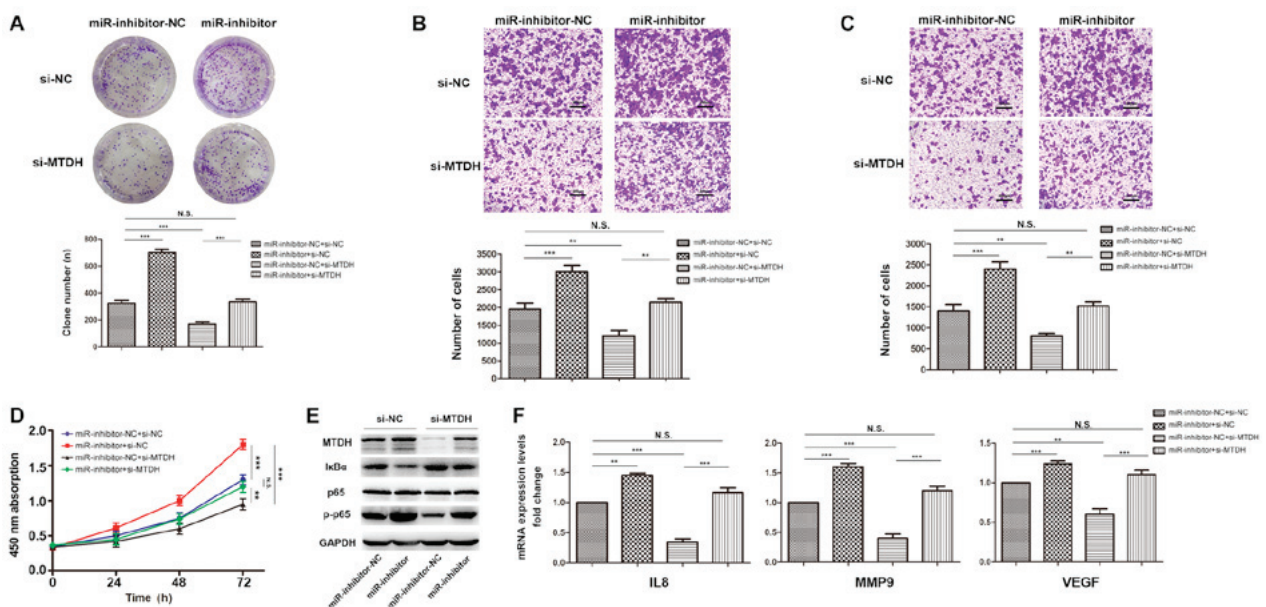 A
miR-inhibitor-NC miR-inhibitor
si-NC
si-MTDH
N.S.
***
*** ***
800
600
400
200
0
Clone number (n)
miR-inhibitor-NC+si-NC
miR-inhibitor+si-NC
miR-inhibitor-NC+si-MTDH
miR-inhibitor+si-MTDH
B
miR-inhibitor-NC miR-inhibitor
si-NC
si-MTDH
N.S.
**
*** **
3500
3000
2500
2000
1500
1000
500
0
Number of cells
miR-inhibitor-NC+si-NC
miR-inhibitor+si-NC
miR-inhibitor-NC+si-MTDH
miR-inhibitor+si-MTDH
C
miR-inhibitor-NC miR-inhibitor
si-NC
si-MTDH
N.S.
**
*** **
2500
2000
1500
1000
500
0
Number of cells
miR-inhibitor-NC+si-NC
miR-inhibitor+si-NC
miR-inhibitor-NC+si-MTDH
miR-inhibitor+si-MTDH
D
miR-inhibitor-NC+si-NC
miR-inhibitor+si-NC
miR-inhibitor-NC+si-MTDH
miR-inhibitor+si-MTDH
2.0
1.5
1.0
0.5
0.0
450 nm absorption
0 24 48 72
Time (h)
***
N.S.
**
***
E
si-NC si-MTDH
MTDH
IκBα
p65
p-p65
GAPDH
miR-inhibitor-NC
miR-inhibitor
miR-inhibitor-NC
miR-inhibitor
F
mRNA expression levels
fold change
2.0
1.5
1.0
0.5
0.0
N.S.
***
** ***
IL8
2.0
1.5
1.0
0.5
0.0
N.S.
***
*** ***
MMP9
1.5
1.0
0.5
0.0
N.S.
**
*** ***
VEGF
miR-inhibitor-NC+si-NC
miR-inhibitor+si-NC
miR-inhibitor-NC+si-MTDH
miR-inhibitor+si-MTDH